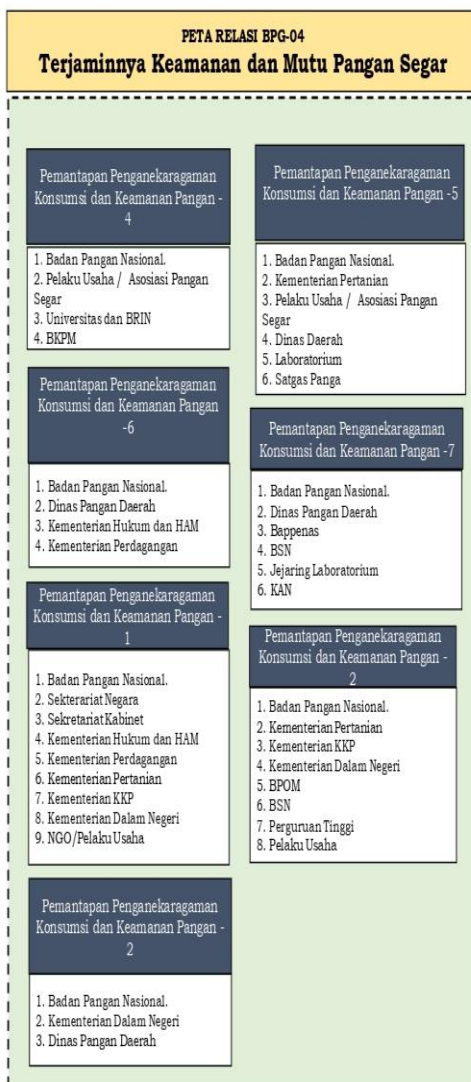 PETA RELASI BPG-04
Terjaminnya Keamanan dan Mutu Pangan Segar
Pemantapan Penganekaragaman
Konsumsi dan Keamanan Pangan -
4
1. Badan Pangan Nasional.
2. Pelaku Usaha / Asosiasi Pangan
Segar
3. Universitas dan BRIN
4. BKPM
Pemantapan Penganekaragaman
Konsumsi dan Keamanan Pangan -5
1. Badan Pangan Nasional.
2. Kementerian Pertanian
3. Pelaku Usaha / Asosiasi Pangan
Segar
4. Dinas Daerah
5. Laboratorium
6. Satgas Panga
Pemantapan Penganekaragaman
Konsumsi dan Keamanan Pangan
-6
1. Badan Pangan Nasional.
2. Dinas Pangan Daerah
3. Kementerian Hukum dan HAM
4. Kementerian Perdagangan
Pemantapan Penganekaragaman
Konsumsi dan Keamanan Pangan -7
1. Badan Pangan Nasional.
2. Dinas Pangan Daerah
3. Bappenas
4. BSN
5. Jejaring Laboratorium
6. KAN
Pemantapan Penganekaragaman
Konsumsi dan Keamanan Pangan -
1
1. Badan Pangan Nasional.
2. Sekterariat Negara
3. Sekretariat Kabinet
4. Kementerian Hukum dan HAM
5. Kementerian Perdagangan
6. Kementerian Pertanian
7. Kementerian KKP
8. Kementerian Dalam Negeri
9. NGO/Pelaku Usaha
Pemantapan Penganekaragaman
Konsumsi dan Keamanan Pangan -
2
1. Badan Pangan Nasional.
2. Kementerian Pertanian
3. Kementerian KKP
4. Kementerian Dalam Negeri
5. BPOM
6. BSN
7. Perguruan Tinggi
8. Pelaku Usaha
Pemantapan Penganekaragaman
Konsumsi dan Keamanan Pangan -
2
1. Badan Pangan Nasional.
2. Kementerian Dalam Negeri
3. Dinas Pangan Daerah